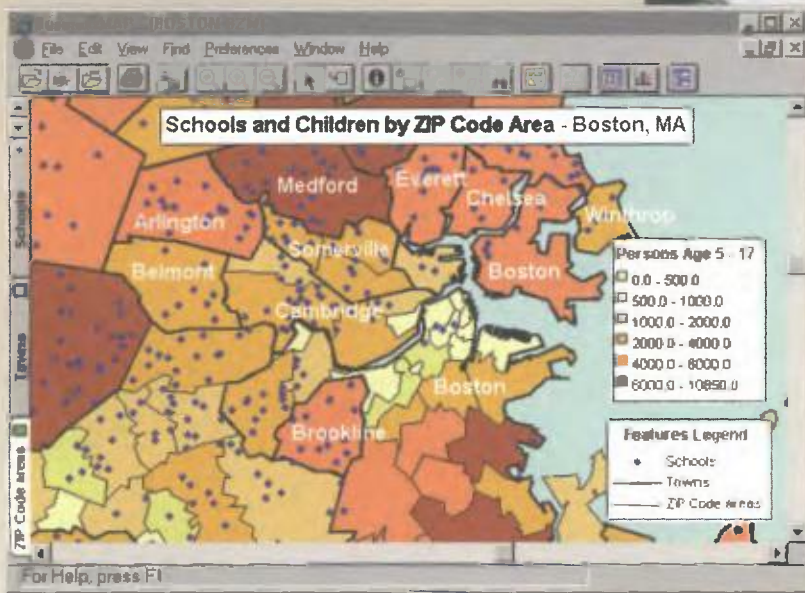 File Edit View Find Preferences Window Help
Schools and Children by ZIP Code Area - Boston, MA
Medford
Everett
Chelsea
Winthrop
Arlington
Somerville
Belmont
Boston
Cambridge
Boston
Brookline
Persons Age 5 - 17
0.0 - 500.0
500.0 - 1000.0
1000.0 - 2000.0
2000.0 - 4000.0
4000.0 - 6000.0
6000.0 - 10850.0
Features Legend
Schools
Towns
ZIP Code Areas
Schools
Towns
ZIP Code areas
For Help, press F1